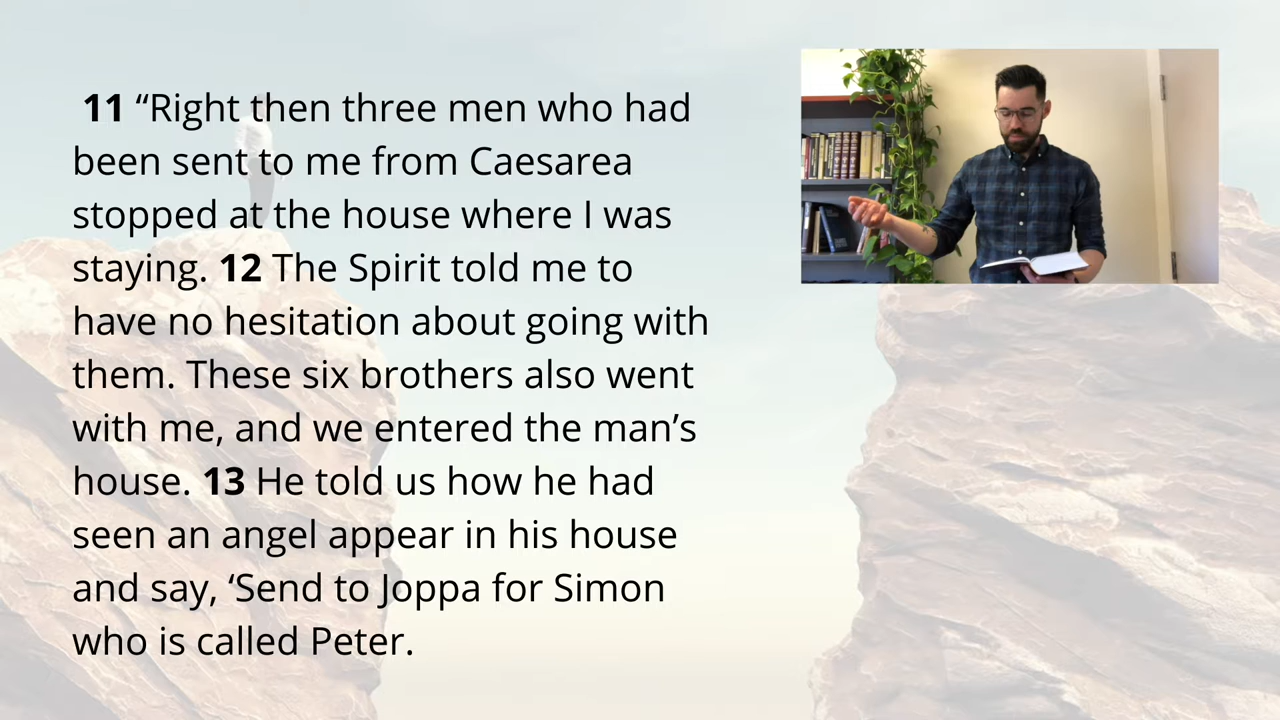 11 “Right then three men who had
been sent to me from Caesarea
stopped at the house where I was
staying. 12 The Spirit told me to
have no hesitation about going with
them. These six brothers also went
with me, and we entered the man’s
house. 13 He told us how he had
seen an angel appear in his house
and say, ‘Send to Joppa for Simon
who is called Peter.